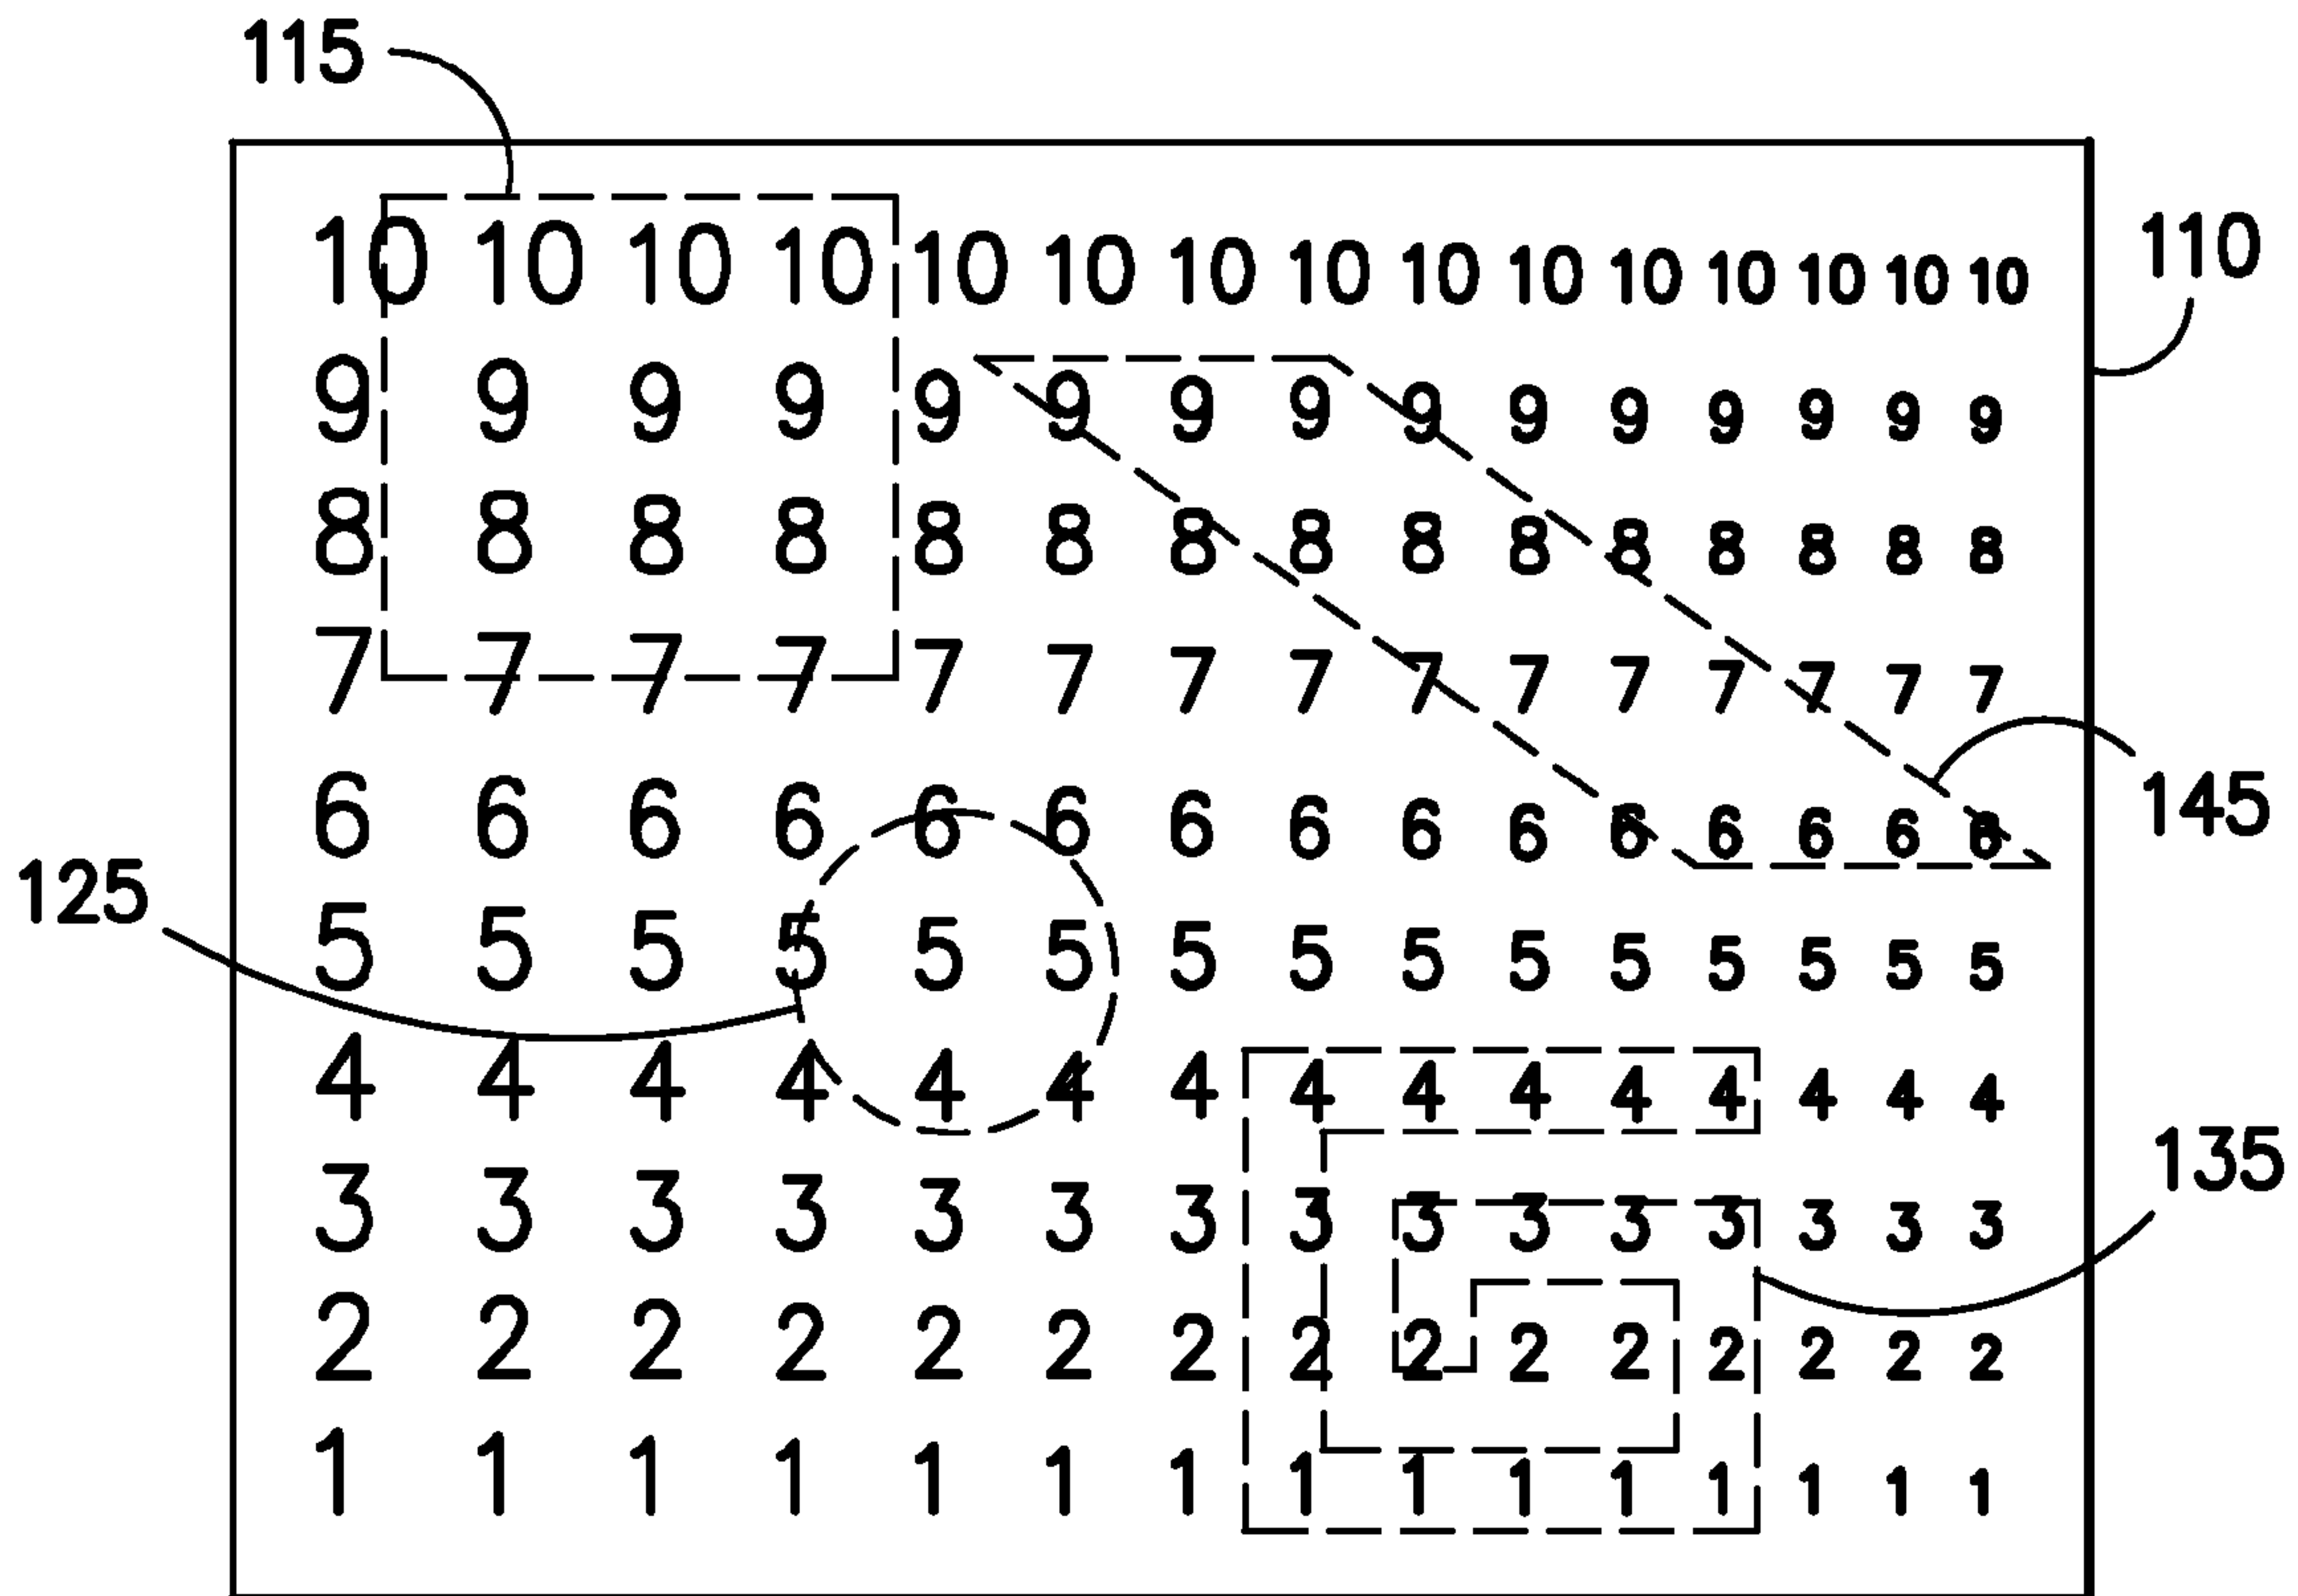 115
10 10 10 10 10 10 10 10 10 10 10 10 10 10 10
110
9 9 9 9 9 9 9 9 9 9 9 9 9 9 9
8 8 8 8 8 8 8 8 8 8 8 8 8 8 8
7 7 7 7 7 7 7 7 7 7 7 7 7 7 7
145
6 6 6 6 6 6 6 6 6 6 6 6 6 6 6
125
5 5 5 5 5 5 5 5 5 5 5 5 5 5 5
4 4 4 4 4 4 4 4 4 4 4 4 4 4 4
135
3 3 3 3 3 3 3 3 3 3 3 3 3 3 3
2 2 2 2 2 2 2 2 2 2 2 2 2 2 2
1 1 1 1 1 1 1 1 1 1 1 1 1 1 1